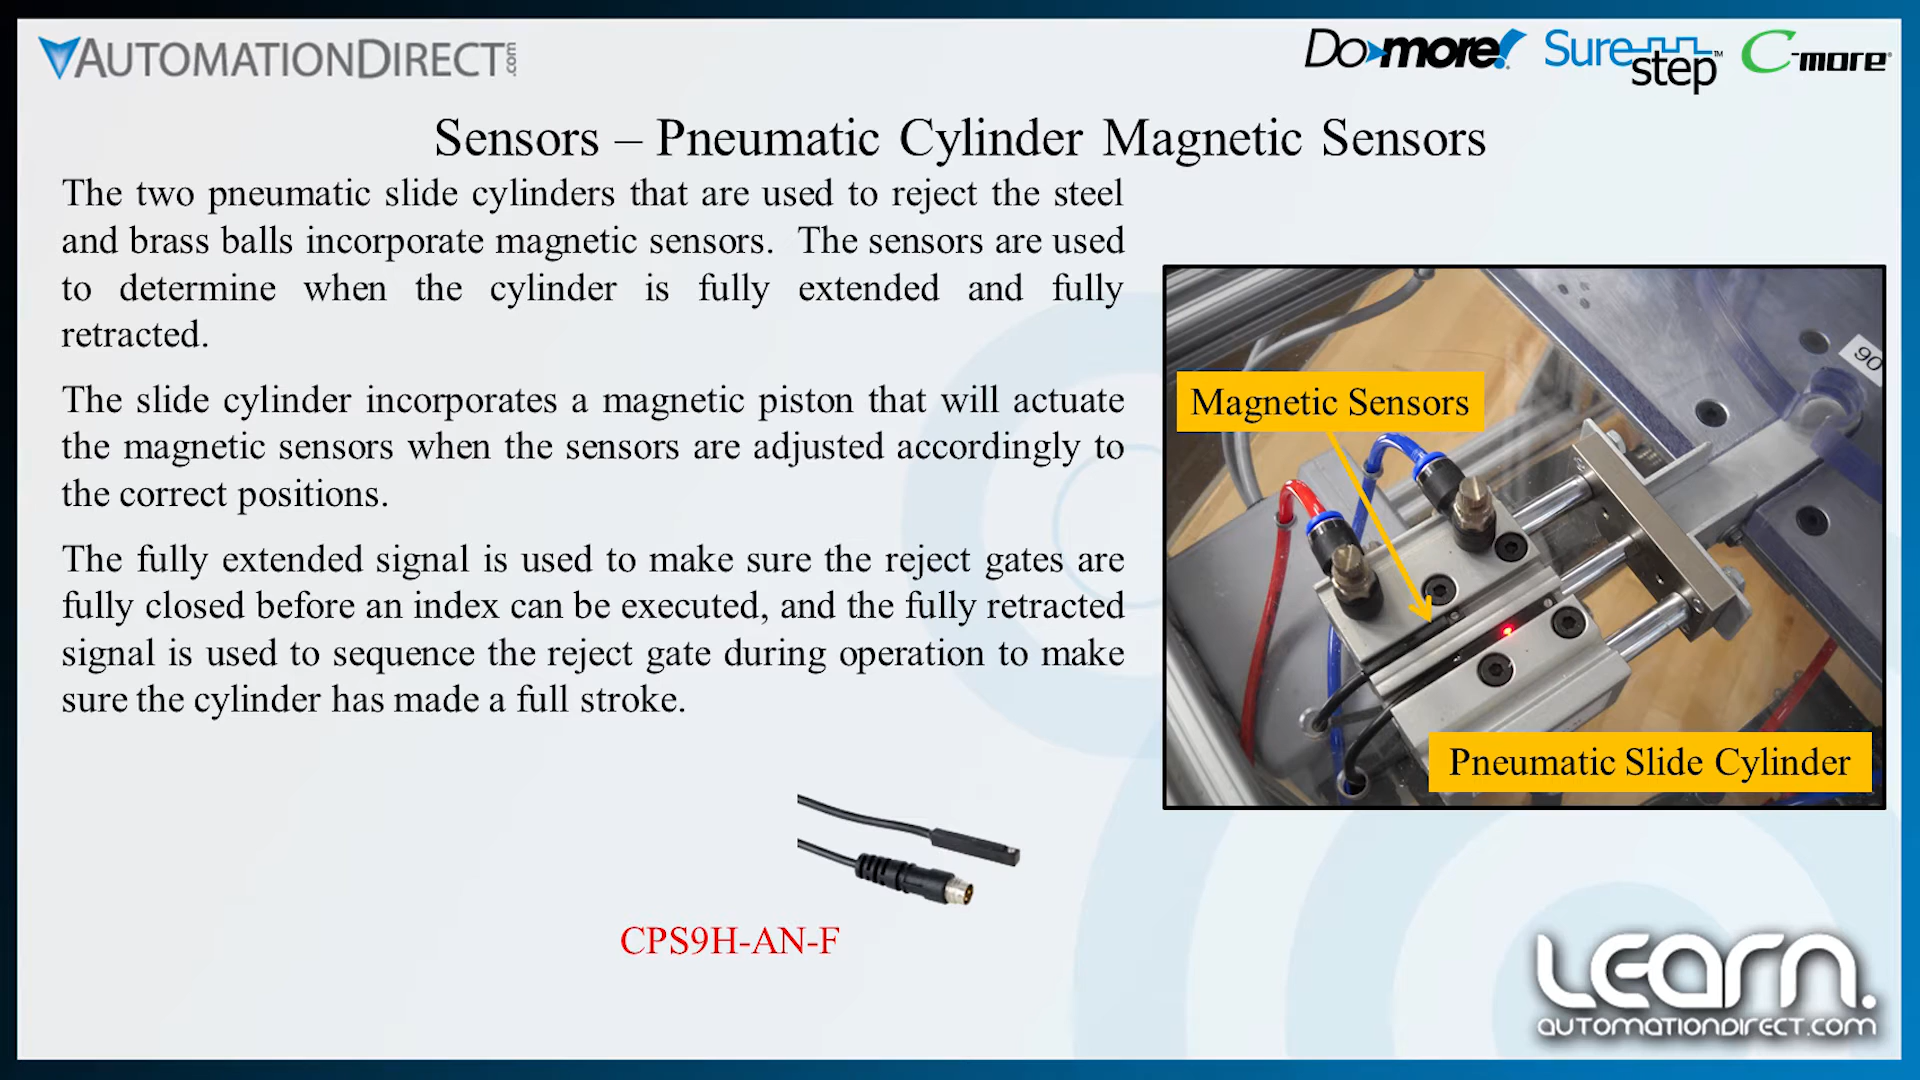 AUTOMATIONDIRECT.com
Do-more!
SureStep™
C-more®
Sensors – Pneumatic Cylinder Magnetic Sensors
The two pneumatic slide cylinders that are used to reject the steel
and brass balls incorporate magnetic sensors. The sensors are used
to determine when the cylinder is fully extended and fully
retracted.
The slide cylinder incorporates a magnetic piston that will actuate
the magnetic sensors when the sensors are adjusted accordingly to
the correct positions.
The fully extended signal is used to make sure the reject gates are
fully closed before an index can be executed, and the fully retracted
signal is used to sequence the reject gate during operation to make
sure the cylinder has made a full stroke.
90
Magnetic Sensors
Pneumatic Slide Cylinder
CPS9H-AN-F
Learn.
automationdirect.com